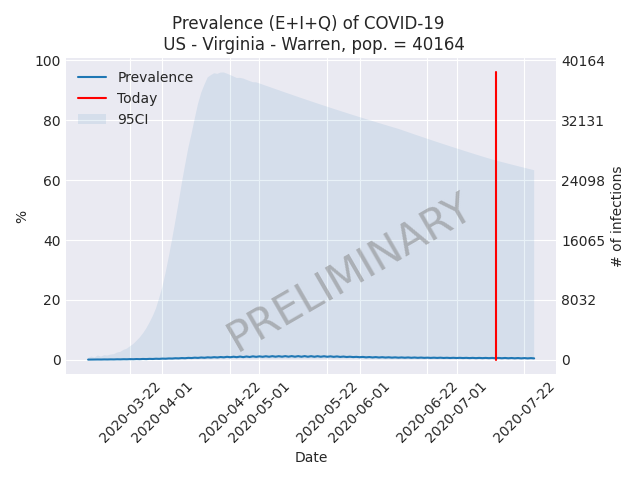 Prevalence (E+I+Q) of COVID-19
US - Virginia - Warren, pop. = 40164
Prevalence
Today
95CI
100
80
60
40
20
0
%
40164
32131
24098
16065
8032
0
# of infections
PRELIMINARY
2020-03-22
2020-04-01
2020-04-22
2020-05-01
2020-05-22
2020-06-01
2020-06-22
2020-07-01
2020-07-22
Date